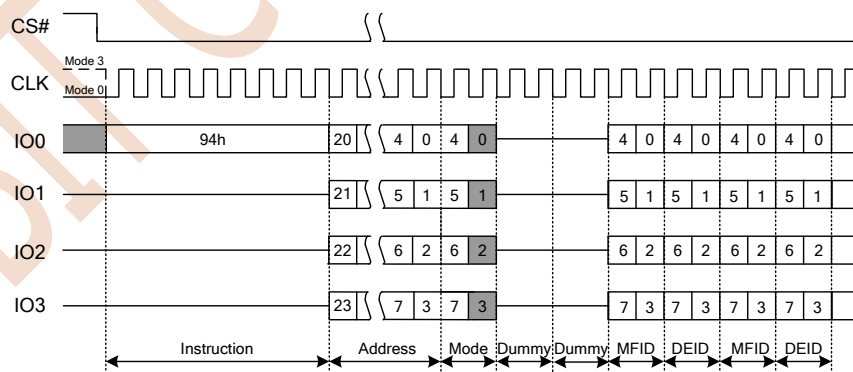 CS#
Mode 3
CLK
Mode 0
IO0 94h 20 4 0 4 0 4 0 4 0 4 0 4 0
IO1 21 5 1 5 1 5 1 5 1 5 1 5 1
IO2 22 6 2 6 2 6 2 6 2 6 2 6 2
IO3 23 7 3 7 3 7 3 7 3 7 3 7 3
Instruction Address Mode Dummy Dummy MFID DEID MFID DEID